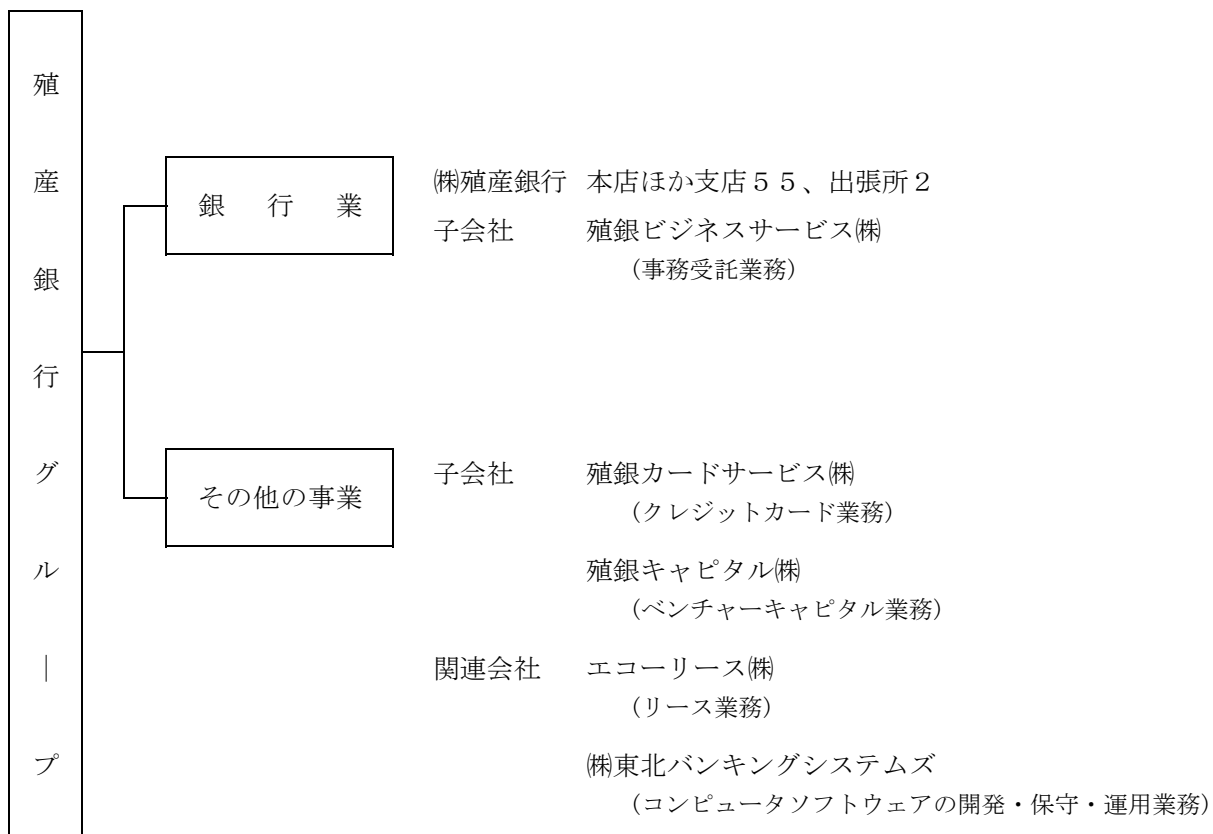 殖産銀行グループ
銀行業
㈱殖産銀行 本店ほか支店５５、出張所２
子会社 殖銀ビジネスサービス㈱
（事務受託業務）
その他の事業
子会社 殖銀カードサービス㈱
（クレジットカード業務）
殖銀キャピタル㈱
（ベンチャーキャピタル業務）
関連会社 エコーリース㈱
（リース業務）
㈱東北バンキングシステムズ
（コンピュータソフトウェアの開発・保守・運用業務）